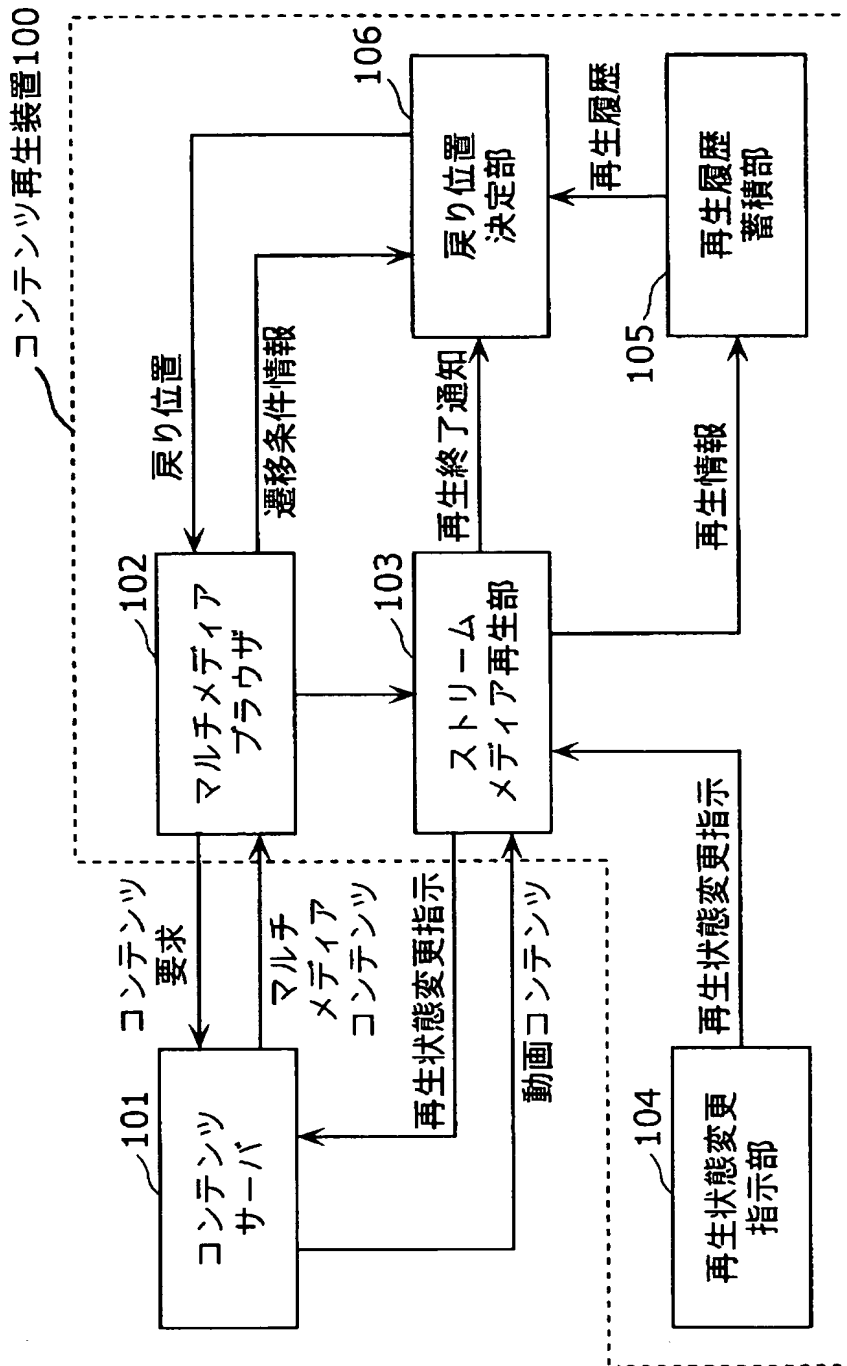 コンテンツ再生装置100
101
コンテンツ
サーバ
コンテンツ
要求
マルチ
メディア
コンテンツ
102
マルチメディア
ブラウザ
戻り位置
遷移条件情報
106
戻り位置
決定部
再生状態変更指示
動画コンテンツ
103
ストリーム
メディア再生部
再生終了通知
再生履歴
104
再生状態変更
指示部
再生状態変更指示
再生情報
105
再生履歴
蓄積部